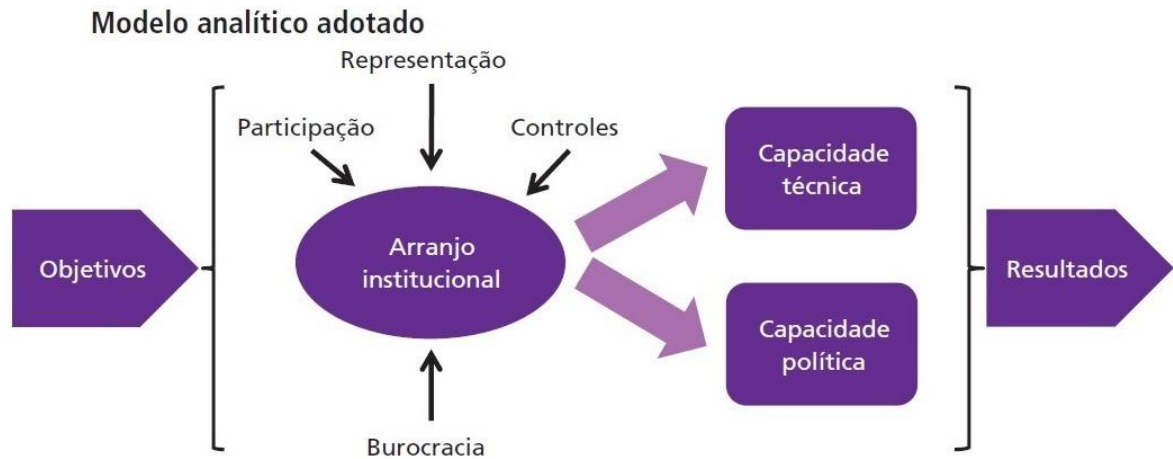 Modelo analítico adotado
Representação
Participação
Controles
Objetivos
Arranjo
institucional
Capacidade
técnica
Capacidade
política
Resultados
Burocracia